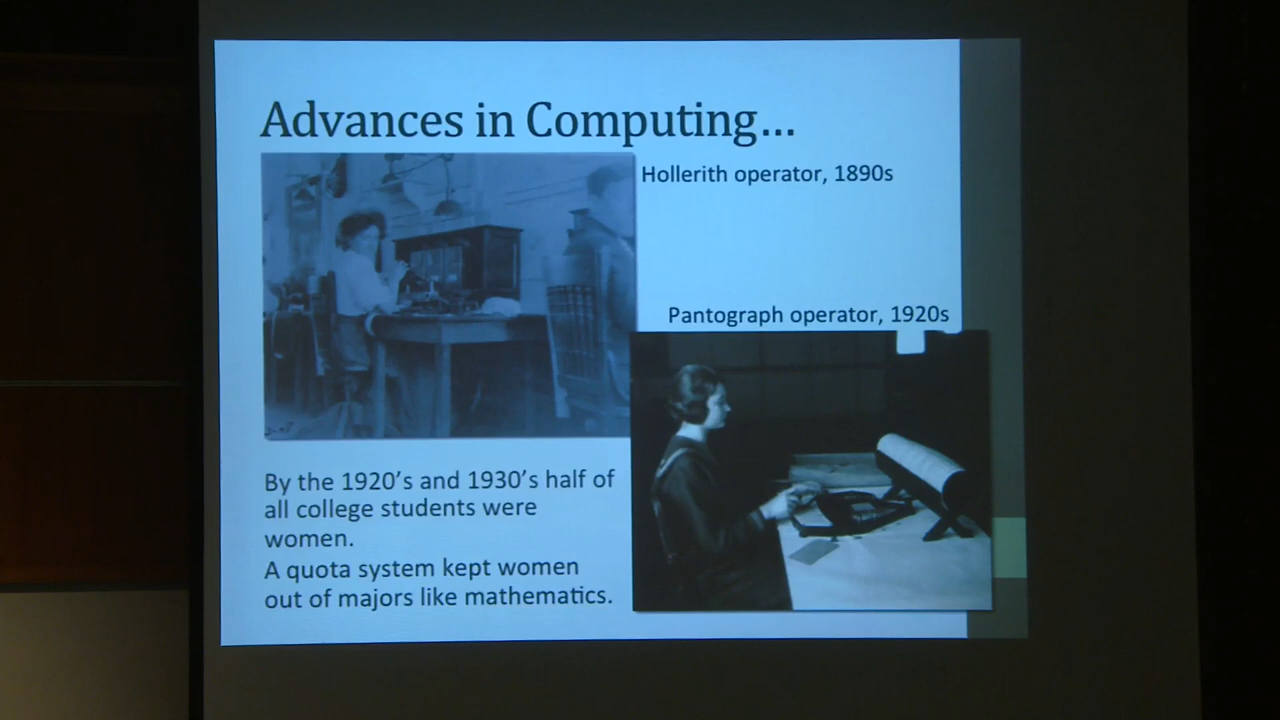 Advances in Computing...
Hollerith operator, 1890s
Pantograph operator, 1920s
By the 1920's and 1930's half of
all college students were
women.
A quota system kept women
out of majors like mathematics.